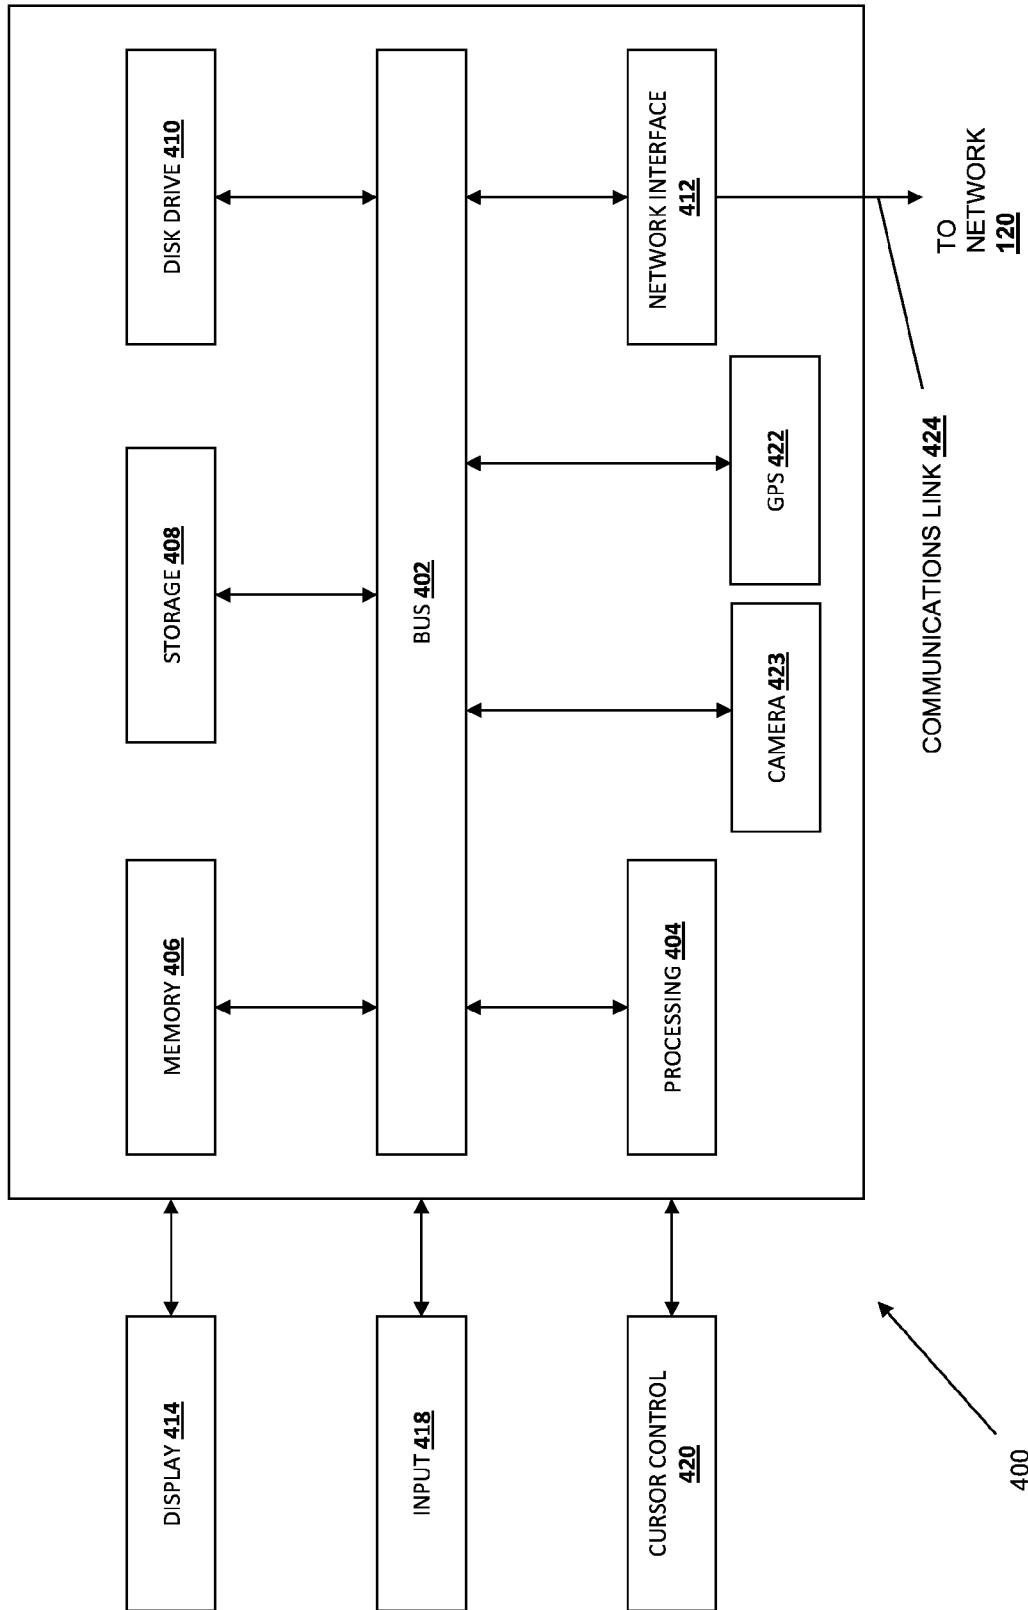 DISPLAY 414
MEMORY 406
STORAGE 408
DISK DRIVE 410
INPUT 418
BUS 402
CURSOR CONTROL
420
PROCESSING 404
NETWORK INTERFACE
412
CAMERA 423
GPS 422
COMMUNICATIONS LINK 424
TO
NETWORK
120
400